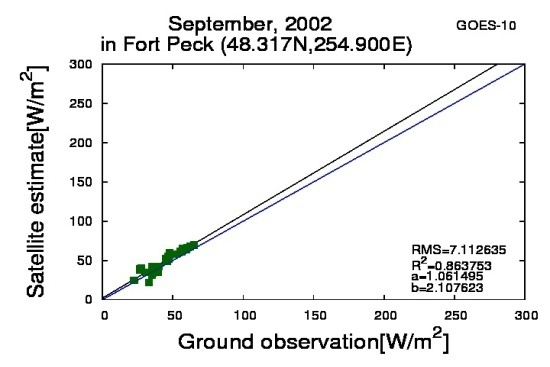 September, 2002
GOES-10
in Fort Peck (48.317N,254.900E)
Satellite estimate[W/m²]
300
250
200
150
100
50
0
RMS=7.112635
R²=0.863753
a=1.061495
b=2.107623
0 50 100 150 200 250 300
Ground observation[W/m²]